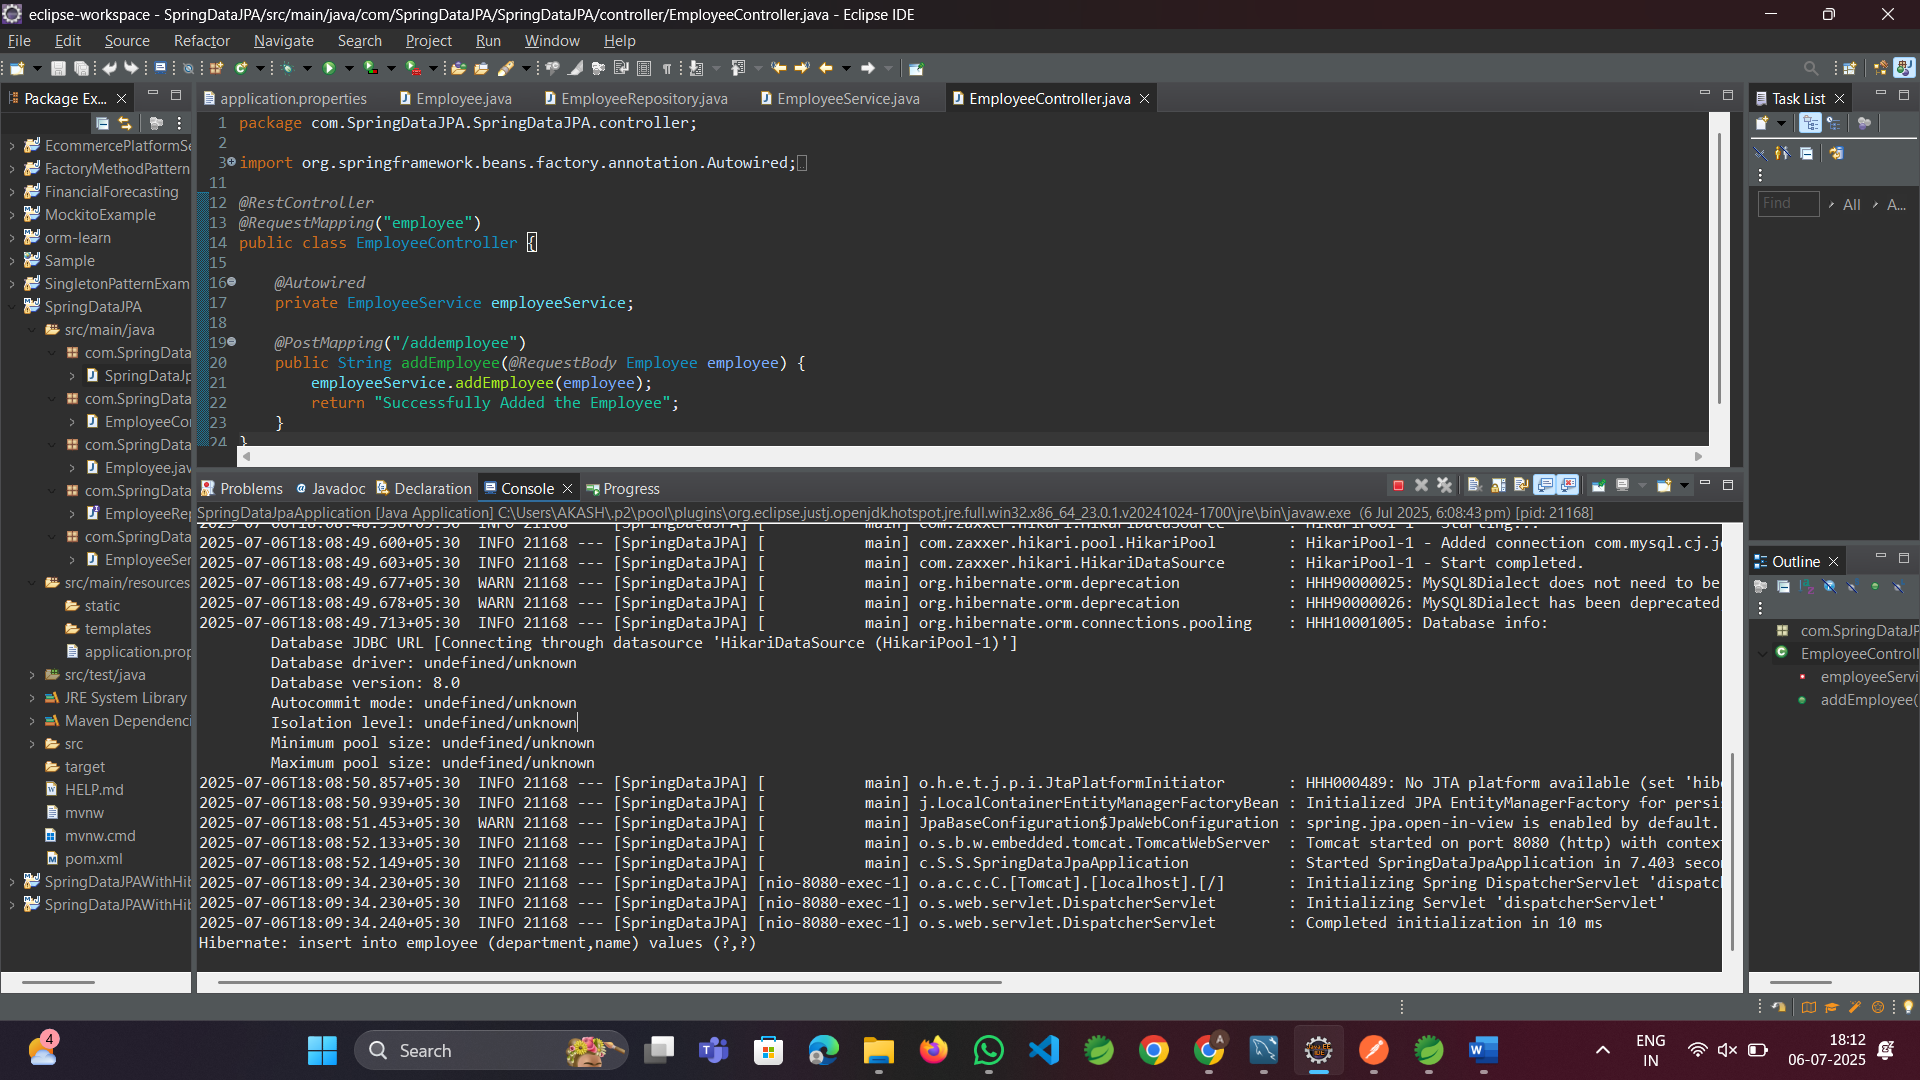 eclipse-workspace - SpringDataJPA/src/main/java/com/SpringDataJPA/SpringDataJPA/controller/EmployeeController.java - Eclipse IDE
File Edit Source Refactor Navigate Search Project Run Window Help
Package Ex...
application.properties
Employee.java
EmployeeRepository.java
EmployeeService.java
EmployeeController.java
Task List
EcommercePlatformSe
FactoryMethodPattern
FinancialForecasting
MockitoExample
orm-learn
Sample
SingletonPatternExam
SpringDataJPA
src/main/java
com.SpringData
SpringDataJp
com.SpringData
EmployeeCor
com.SpringData
Employee.jav
com.SpringData
EmployeeRep
com.SpringData
EmployeeSer
src/main/resources
static
templates
application.prop
src/test/java
JRE System Library
Maven Dependenci
src
target
HELP.md
mvnw
mvnw.cmd
pom.xml
SpringDataJPAWithHib
SpringDataJPAWithHib
1 package com.SpringDataJPA.SpringDataJPA.controller;
2
3 import org.springframework.beans.factory.annotation.Autowired;
11
12 @RestController
13 @RequestMapping("employee")
14 public class EmployeeController {
15
16 @Autowired
17 private EmployeeService employeeService;
18
19 @PostMapping("/addemployee")
20 public String addEmployee(@RequestBody Employee employee) {
21 employeeService.addEmployee(employee);
22 return "Successfully Added the Employee";
23 }
24 }
Find All A...
Problems Javadoc Declaration Console Progress
SpringDataJpaApplication [Java Application] C:\Users\AKASH\.p2\pool\plugins\org.eclipse.justj.openjdk.hotspot.jre.full.win32.x86_64_23.0.1.v20241024-1700\jre\bin\javaw.exe (6 Jul 2025, 6:08:43 pm) [pid: 21168]
2025-07-06T18:08:49.600+05:30 INFO 21168 --- [SpringDataJPA] [ main] com.zaxxer.hikari.pool.HikariPool : HikariPool-1 - Added connection com.mysql.cj.j
2025-07-06T18:08:49.603+05:30 INFO 21168 --- [SpringDataJPA] [ main] com.zaxxer.hikari.HikariDataSource : HikariPool-1 - Start completed.
2025-07-06T18:08:49.677+05:30 WARN 21168 --- [SpringDataJPA] [ main] org.hibernate.orm.deprecation : HHH90000025: MySQL8Dialect does not need to be
2025-07-06T18:08:49.678+05:30 WARN 21168 --- [SpringDataJPA] [ main] org.hibernate.orm.deprecation : HHH90000026: MySQL8Dialect has been deprecated
2025-07-06T18:08:49.713+05:30 INFO 21168 --- [SpringDataJPA] [ main] org.hibernate.orm.connections.pooling : HHH10001005: Database info:
Database JDBC URL [Connecting through datasource 'HikariDataSource (HikariPool-1)']
Database driver: undefined/unknown
Database version: 8.0
Autocommit mode: undefined/unknown
Isolation level: undefined/unknown
Minimum pool size: undefined/unknown
Maximum pool size: undefined/unknown
2025-07-06T18:08:50.857+05:30 INFO 21168 --- [SpringDataJPA] [ main] o.h.e.t.j.p.i.JtaPlatformInitiator : HHH000489: No JTA platform available (set 'hibe
2025-07-06T18:08:50.939+05:30 INFO 21168 --- [SpringDataJPA] [ main] j.LocalContainerEntityManagerFactoryBean : Initialized JPA EntityManagerFactory for persi
2025-07-06T18:08:51.453+05:30 WARN 21168 --- [SpringDataJPA] [ main] JpaBaseConfiguration$JpaWebConfiguration : spring.jpa.open-in-view is enabled by default.
2025-07-06T18:08:52.133+05:30 INFO 21168 --- [SpringDataJPA] [ main] o.s.b.w.embedded.tomcat.TomcatWebServer : Tomcat started on port 8080 (http) with contex
2025-07-06T18:08:52.149+05:30 INFO 21168 --- [SpringDataJPA] [ main] c.S.S.SpringDataJpaApplication : Started SpringDataJpaApplication in 7.403 seco
2025-07-06T18:09:34.230+05:30 INFO 21168 --- [SpringDataJPA] [nio-8080-exec-1] o.a.c.c.C.[Tomcat].[localhost].[/] : Initializing Spring DispatcherServlet 'dispatc
2025-07-06T18:09:34.230+05:30 INFO 21168 --- [SpringDataJPA] [nio-8080-exec-1] o.s.web.servlet.DispatcherServlet : Initializing Servlet 'dispatcherServlet'
2025-07-06T18:09:34.240+05:30 INFO 21168 --- [SpringDataJPA] [nio-8080-exec-1] o.s.web.servlet.DispatcherServlet : Completed initialization in 10 ms
Hibernate: insert into employee (department,name) values (?,?)
Outline
com.SpringDataJP
EmployeeControll
employeeServi
addEmployee(
4
Search
ENG
IN
18:12
06-07-2025